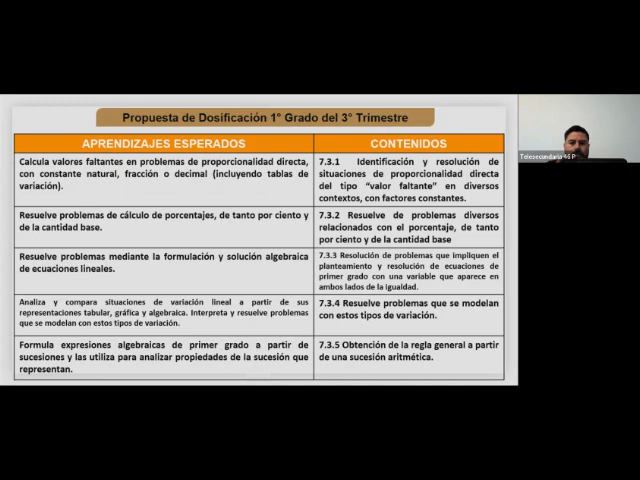 Propuesta de Dosificación 1° Grado del 3° Trimestre
APRENDIZAJES ESPERADOS
CONTENIDOS
Calcula valores faltantes en problemas de proporcionalidad directa,
con constante natural, fracción o decimal (incluyendo tablas de
variación).
7.3.1 Identificación y resolución de
situaciones de proporcionalidad directa
del tipo “valor faltante” en diversos
contextos, con factores constantes.
Resuelve problemas de cálculo de porcentajes, de tanto por ciento y
de la cantidad base.
7.3.2 Resuelve de problemas diversos
relacionados con el porcentaje, de tanto
por ciento y de la cantidad base
Resuelve problemas mediante la formulación y solución algebraica
de ecuaciones lineales.
7.3.3 Resolución de problemas que impliquen el
planteamiento y resolución de ecuaciones de
primer grado con una variable que aparece en
ambos lados de la igualdad.
Analiza y compara situaciones de variación lineal a partir de sus
representaciones tabular, gráfica y algebraica. Interpreta y resuelve problemas
que se modelan con estos tipos de variación.
7.3.4 Resuelve problemas que se modelan
con estos tipos de variación.
Formula expresiones algebraicas de primer grado a partir de
sucesiones y las utiliza para analizar propiedades de la sucesión que
representan.
7.3.5 Obtención de la regla general a partir
de una sucesión aritmética.
Telesecundaria 46 P